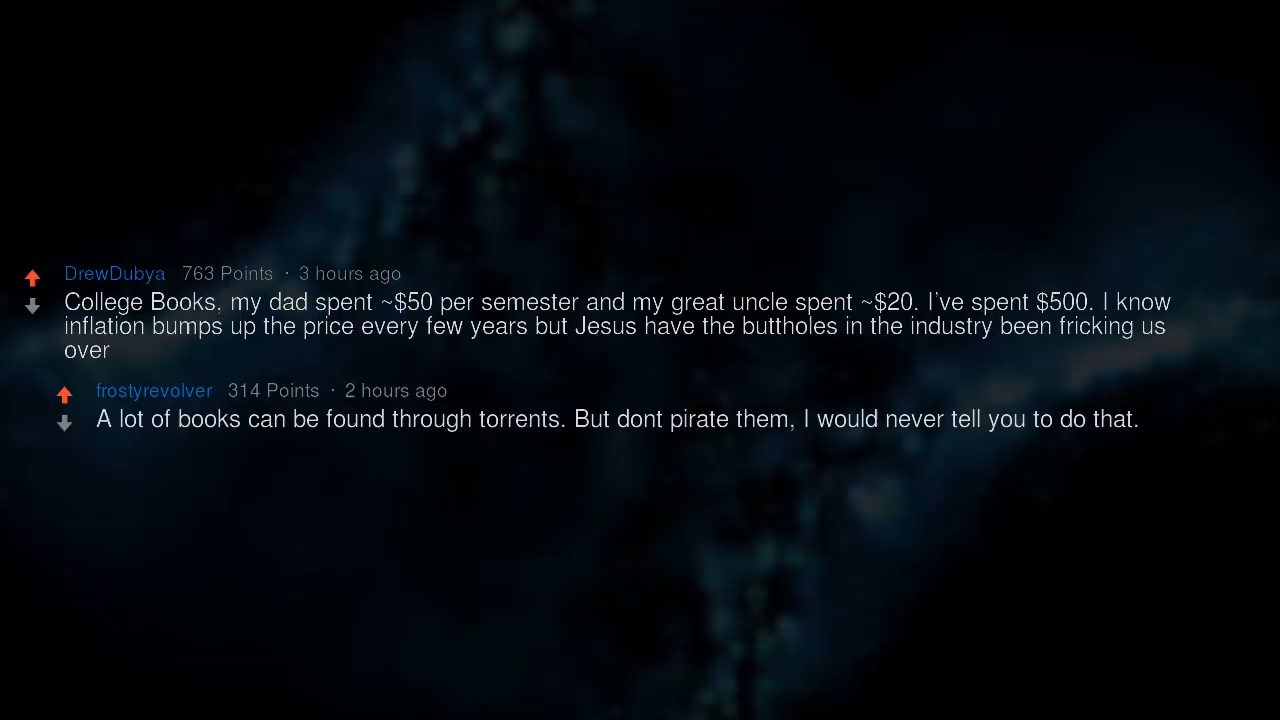 DrewDubya 763 Points · 3 hours ago
College Books, my dad spent ~$50 per semester and my great uncle spent ~$20. I've spent $500. I know
inflation bumps up the price every few years but Jesus have the buttholes in the industry been fricking us
over
frostyrevolver 314 Points · 2 hours ago
A lot of books can be found through torrents. But dont pirate them, I would never tell you to do that.